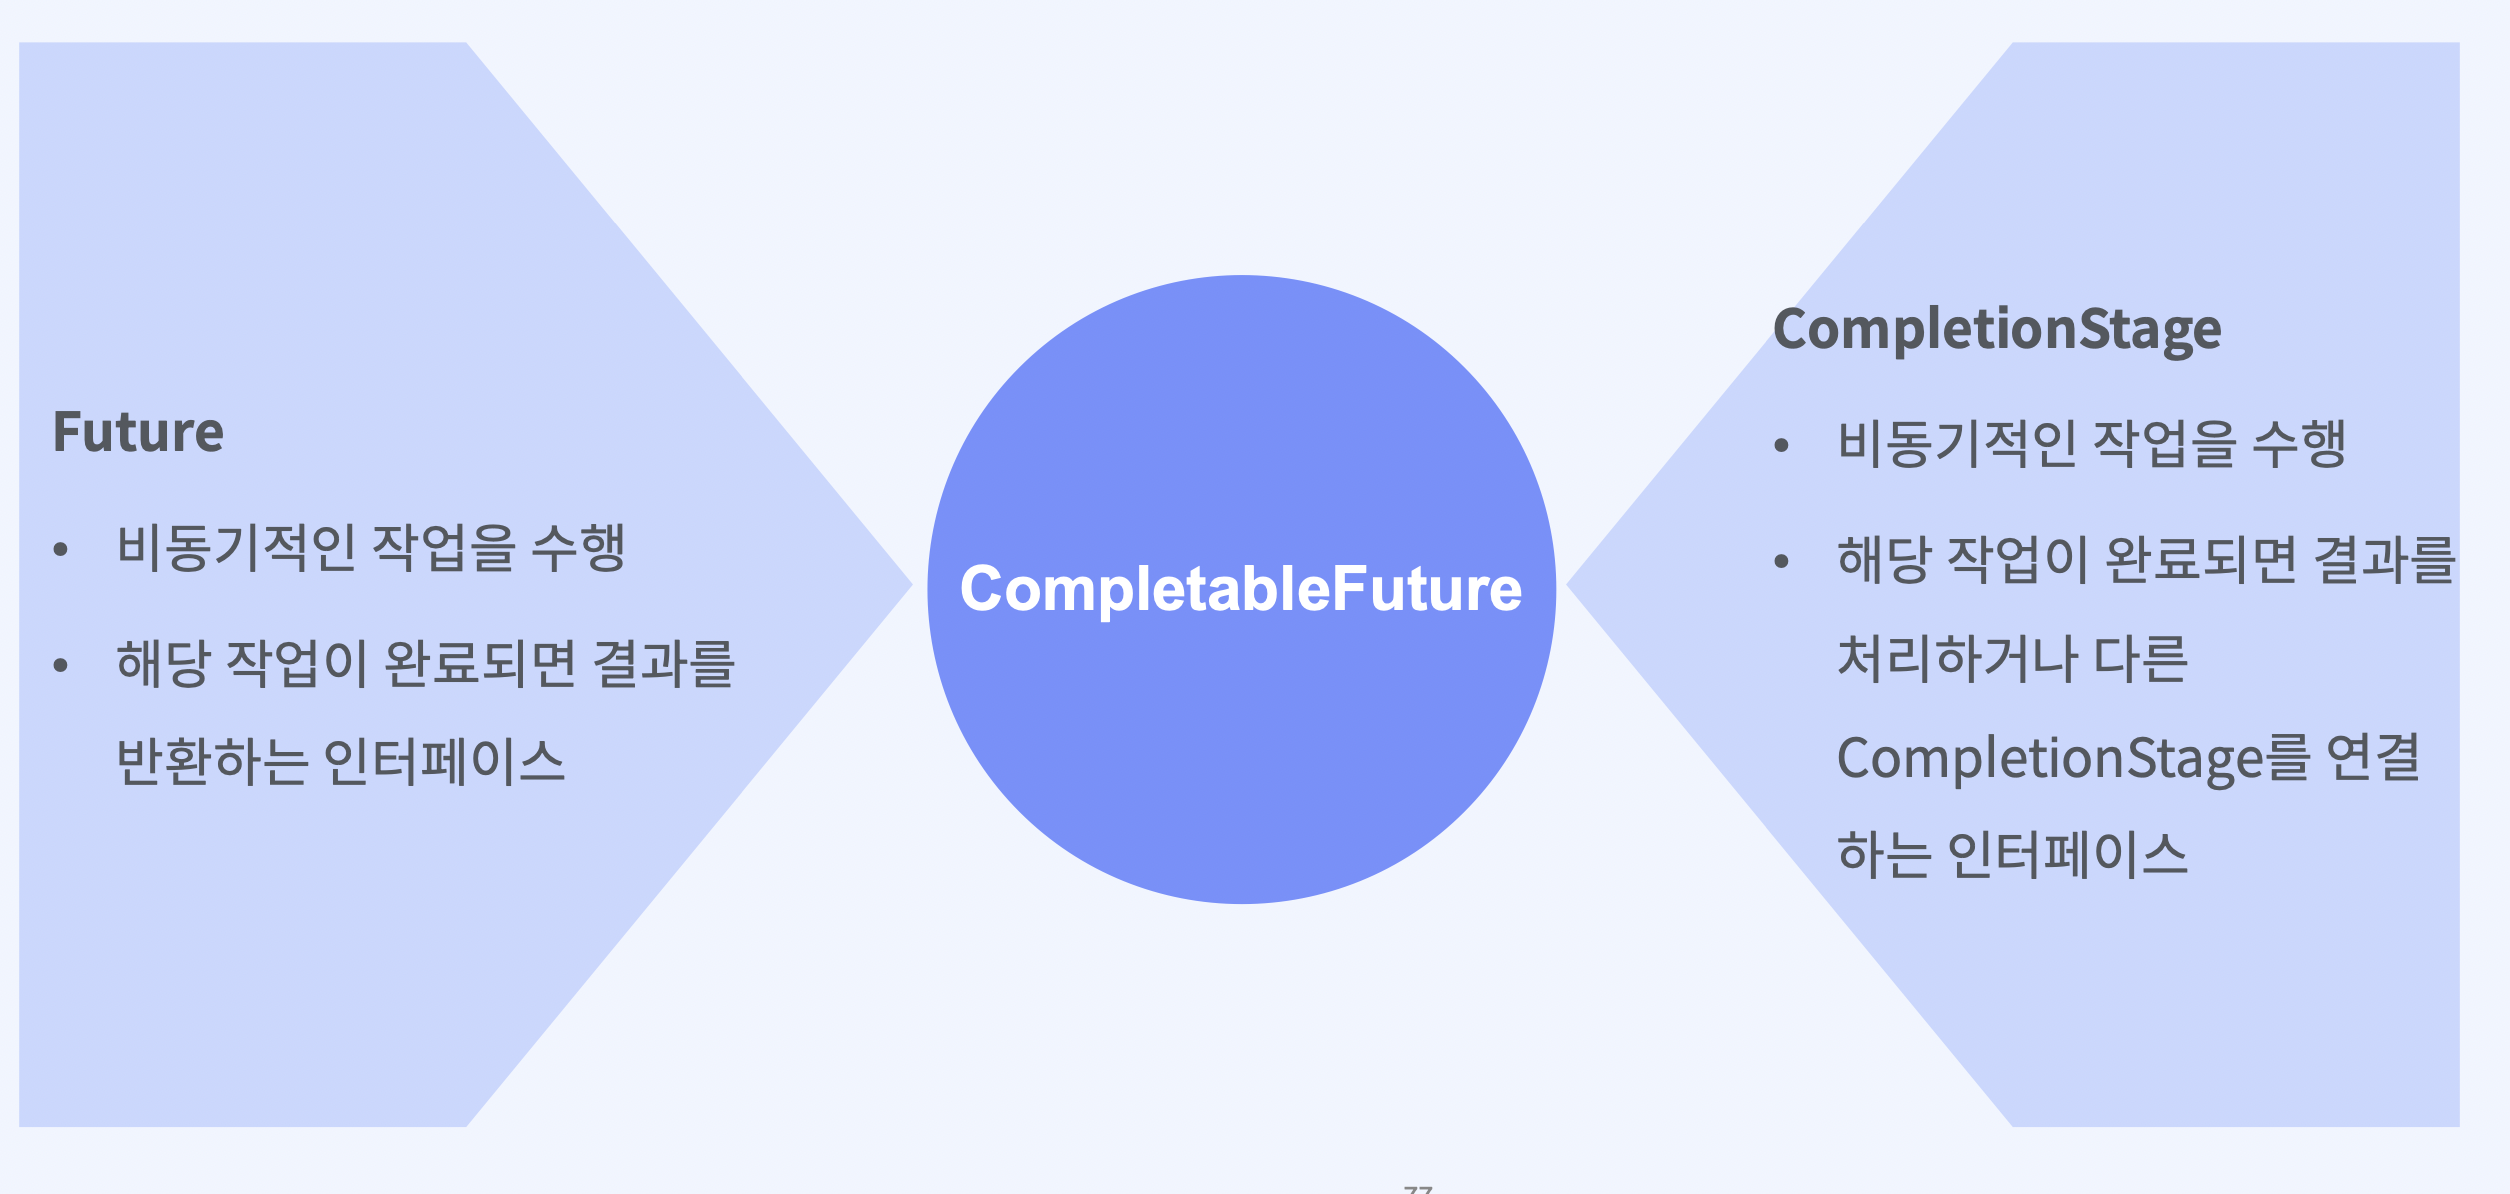 Future
• 비동기적인 작업을 수행
• 해당 작업이 완료되면 결과를
반환하는 인터페이스
CompletableFuture
CompletionStage
• 비동기적인 작업을 수행
• 해당 작업이 완료되면 결과를
처리하거나 다른
CompletionStage를 연결
하는 인터페이스